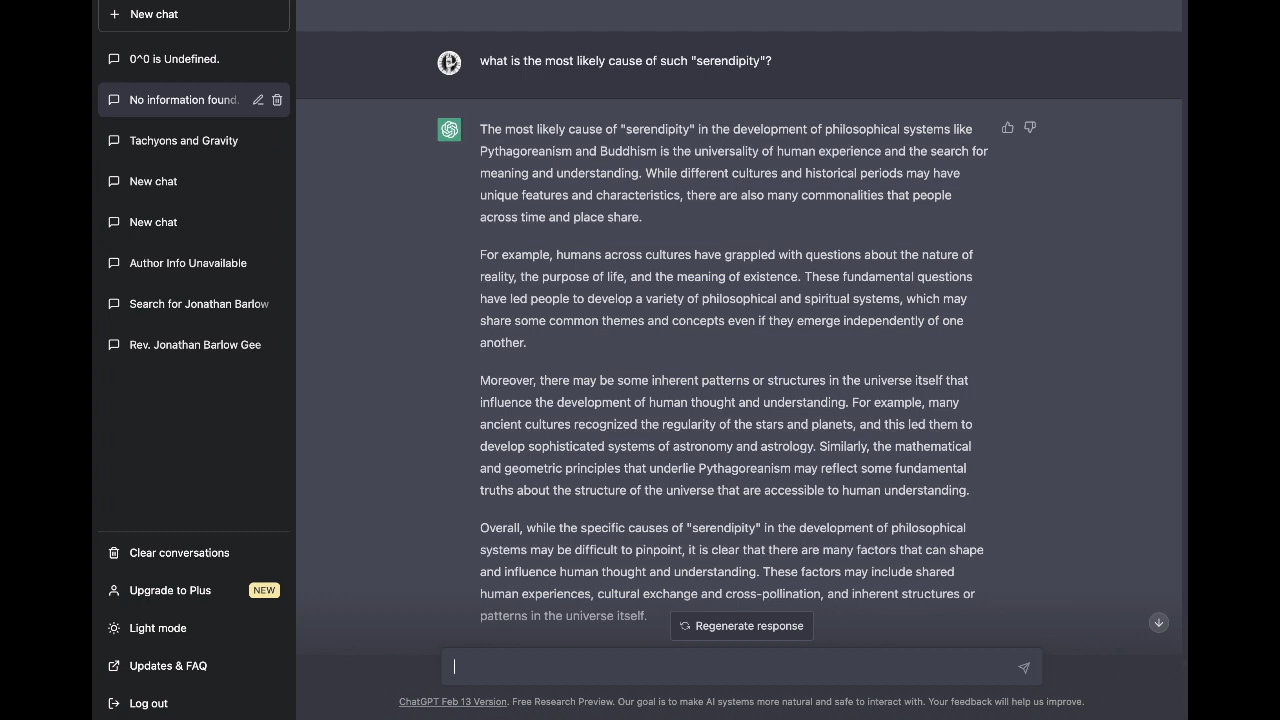 New chat
0^0 is Undefined.
No information found.
Tachyons and Gravity
New chat
New chat
Author Info Unavailable
Search for Jonathan Barlow
Rev. Jonathan Barlow Gee
Clear conversations
Upgrade to Plus NEW
Light mode
Updates & FAQ
Log out
what is the most likely cause of such "serendipity"?
The most likely cause of "serendipity" in the development of philosophical systems like
Pythagoreanism and Buddhism is the universality of human experience and the search for
meaning and understanding. While different cultures and historical periods may have
unique features and characteristics, there are also many commonalities that people
across time and place share.
For example, humans across cultures have grappled with questions about the nature of
reality, the purpose of life, and the meaning of existence. These fundamental questions
have led people to develop a variety of philosophical and spiritual systems, which may
share some common themes and concepts even if they emerge independently of one
another.
Moreover, there may be some inherent patterns or structures in the universe itself that
influence the development of human thought and understanding. For example, many
ancient cultures recognized the regularity of the stars and planets, and this led them to
develop sophisticated systems of astronomy and astrology. Similarly, the mathematical
and geometric principles that underlie Pythagoreanism may reflect some fundamental
truths about the structure of the universe that are accessible to human understanding.
Overall, while the specific causes of "serendipity" in the development of philosophical
systems may be difficult to pinpoint, it is clear that there are many factors that can shape
and influence human thought and understanding. These factors may include shared
human experiences, cultural exchange and cross-pollination, and inherent structures or
patterns in the universe itself.
Regenerate response
ChatGPT Feb 13 Version. Free Research Preview. Our goal is to make AI systems more natural and safe to interact with. Your feedback will help us improve.